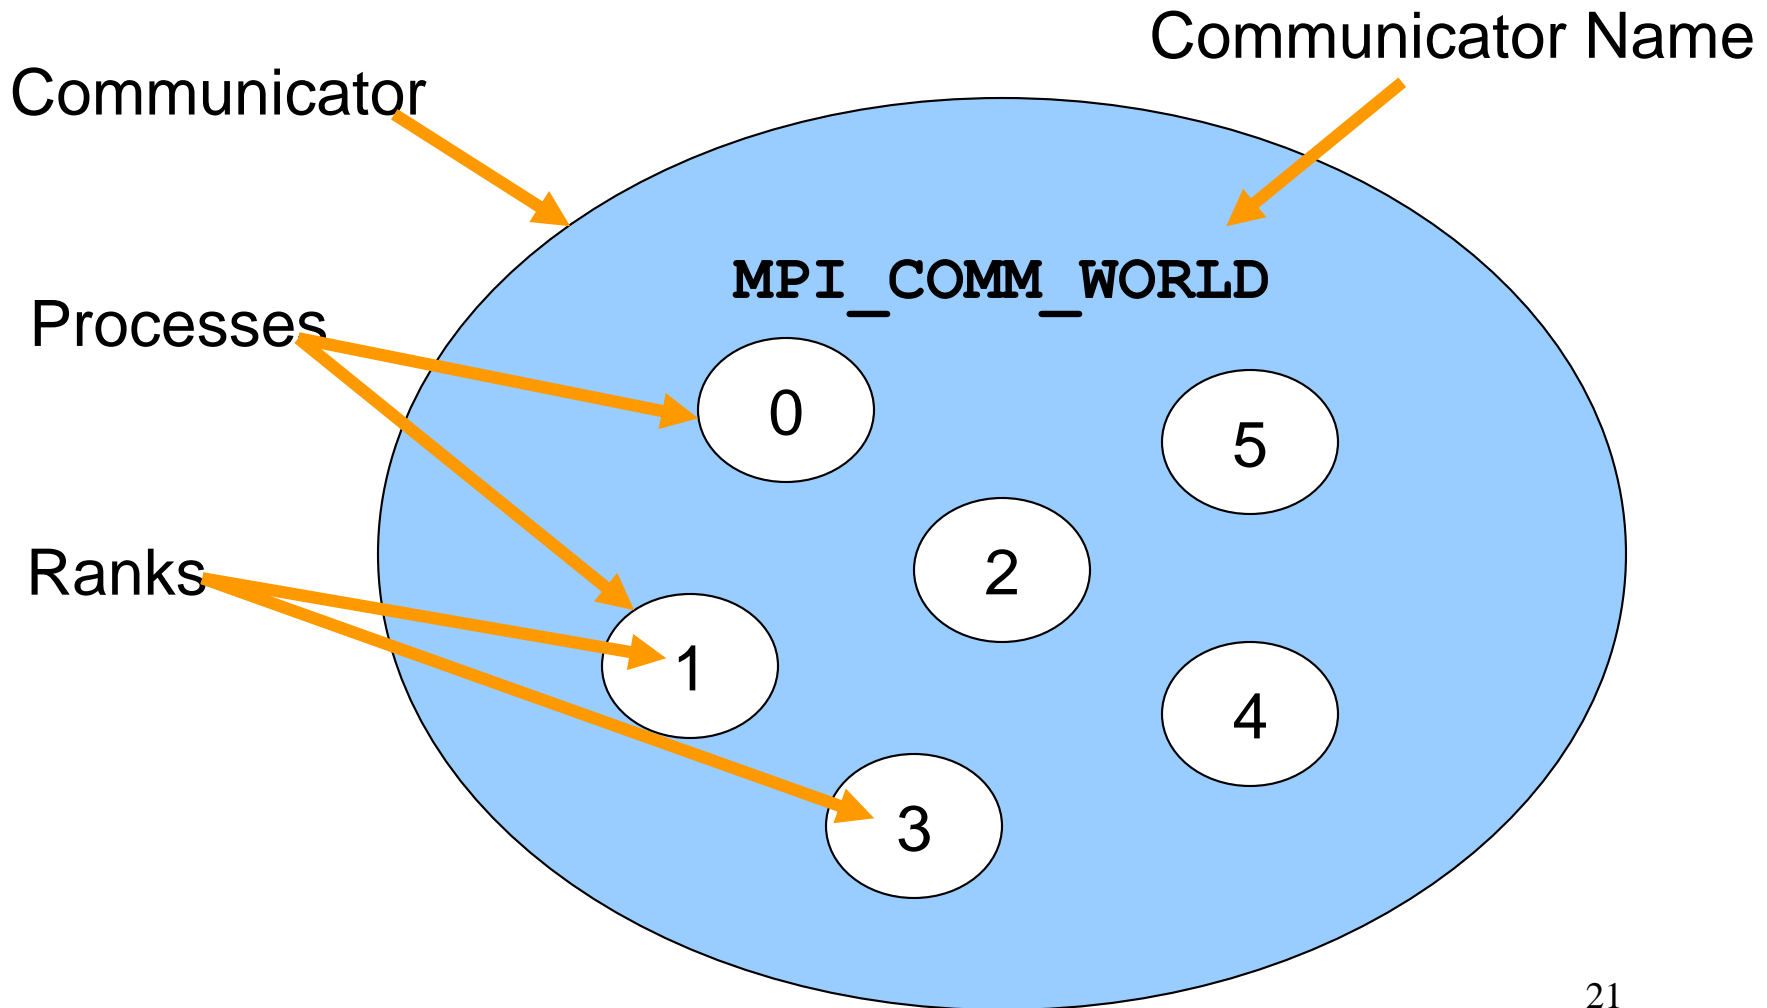 Communicator Name
Communicator
MPI_COMM_WORLD
Processes
0
5
2
Ranks
1
4
3
21